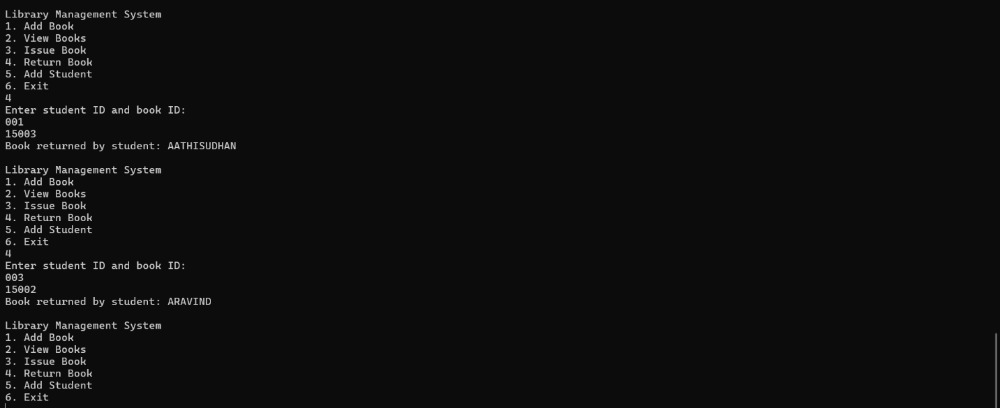 Library Management System
1. Add Book
2. View Books
3. Issue Book
4. Return Book
5. Add Student
6. Exit
4
Enter student ID and book ID:
001
15003
Book returned by student: AATHISUDHAN
Library Management System
1. Add Book
2. View Books
3. Issue Book
4. Return Book
5. Add Student
6. Exit
4
Enter student ID and book ID:
003
15002
Book returned by student: ARAVIND
Library Management System
1. Add Book
2. View Books
3. Issue Book
4. Return Book
5. Add Student
6. Exit